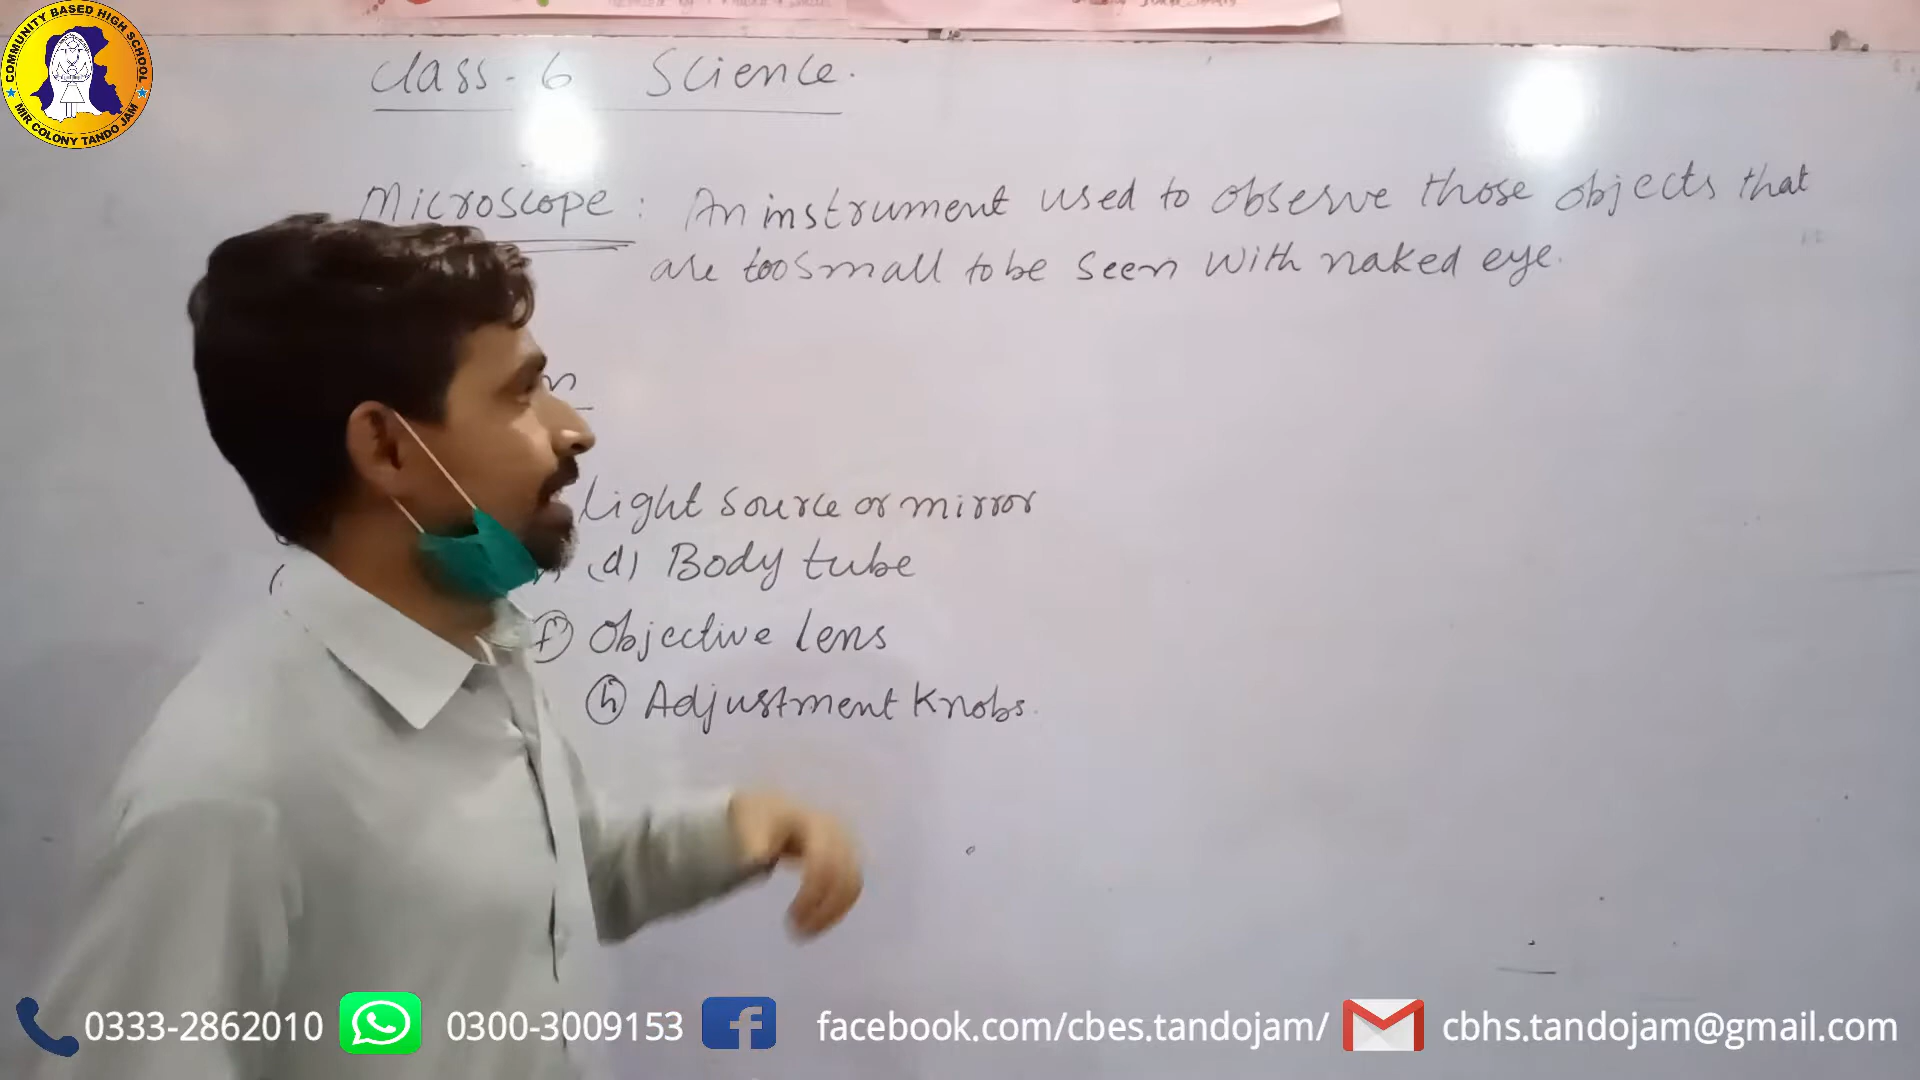 COMMUNITY BASED HIGH SCHOOL
MIR COLONY TANDO JAM
Class - 6 Science.
Microscope : An instrument used to observe those objects that
are too small to be seen with naked eye.
light source or mirror
(d) Body tube
(f) Objective lens
(h) Adjustment Knobs.
0333-2862010 0300-3009153 facebook.com/cbes.tandojam/ cbhs.tandojam@gmail.com